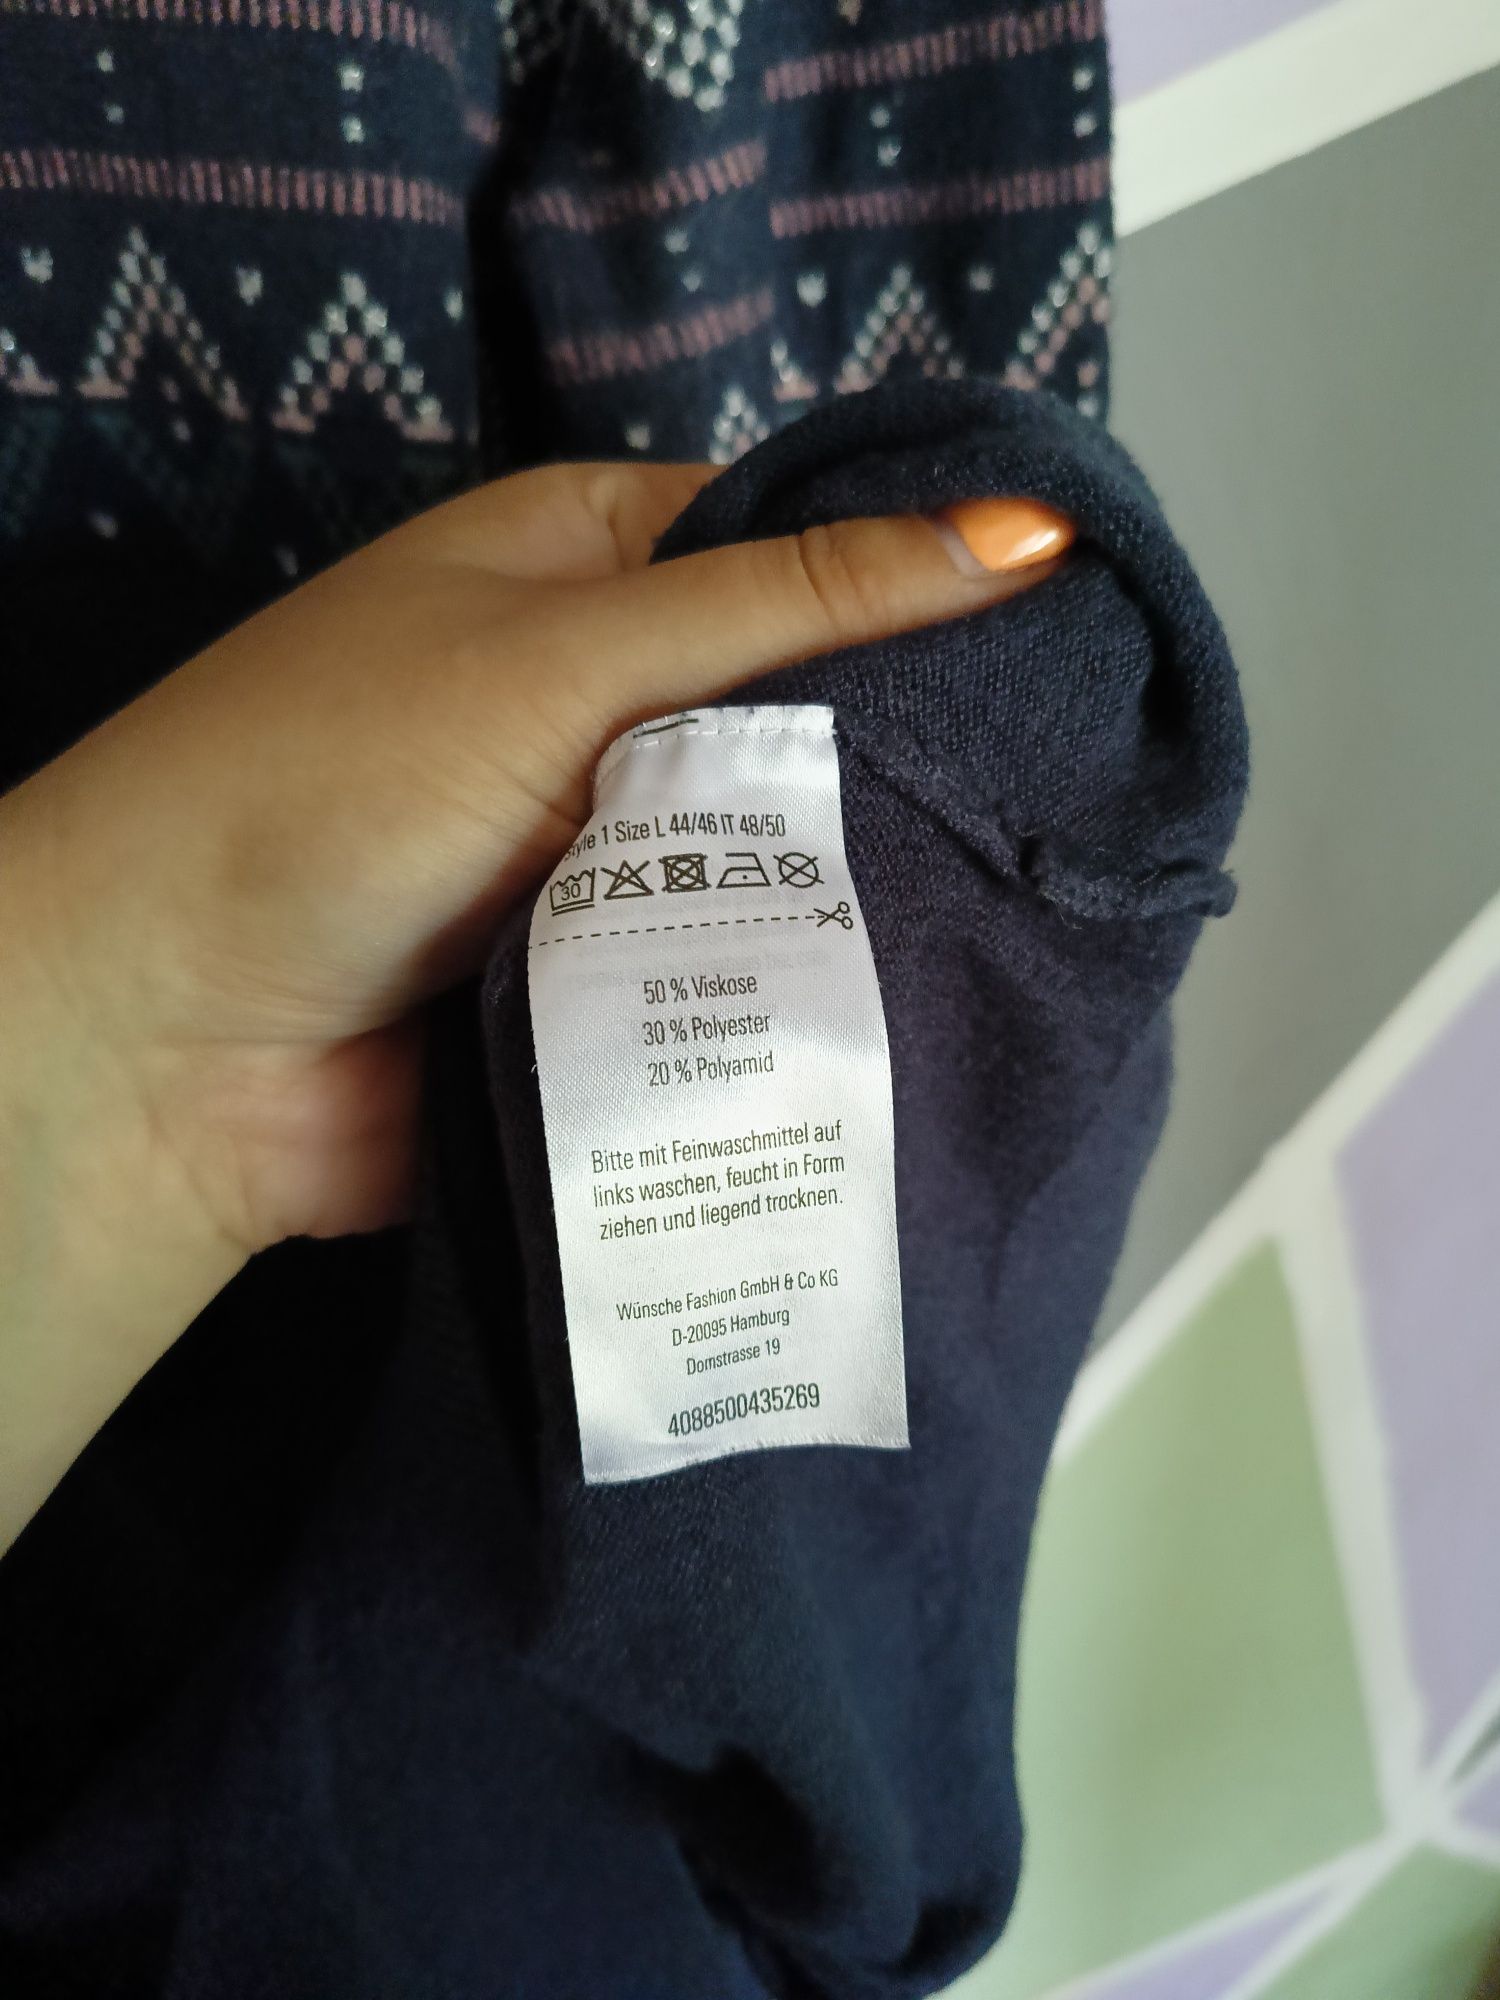 Style 1 Size L 44/46 IT 48/50
30
50 % Viskose
30 % Polyester
20 % Polyamid
Bitte mit Feinwaschmittel auf
links waschen, feucht in Form
ziehen und liegend trocknen.
Wünsche Fashion GmbH & Co KG
D-20095 Hamburg
Domstrasse 19
4088500435269